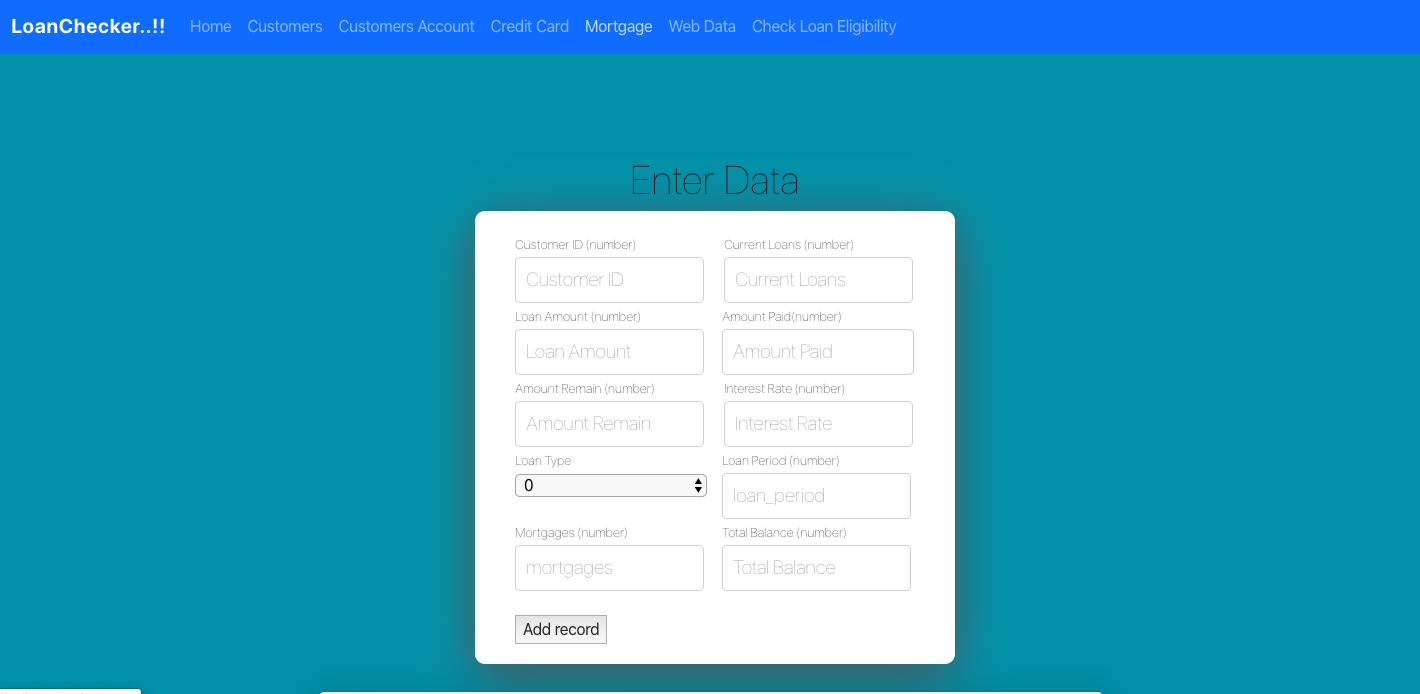 LoanChecker..!! Home Customers Customers Account Credit Card Mortgage Web Data Check Loan Eligibility
Enter Data
Customer ID (number) Current Loans (number)
Customer ID Current Loans
Loan Amount (number) Amount Paid(number)
Loan Amount Amount Paid
Amount Remain (number) Interest Rate (number)
Amount Remain Interest Rate
Loan Type Loan Period (number)
0 loan_period
Mortgages (number) Total Balance (number)
mortgages Total Balance
Add record